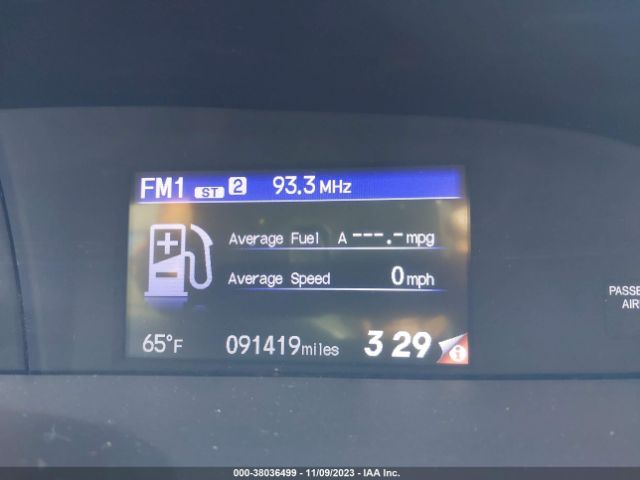 FM1 ST 2 93.3 MHz
Average Fuel A ---.- mpg
Average Speed 0 mph
65°F 091419 miles 3 29 i
PASSE
AIR
000-38036499 - 11/09/2023 - IAA Inc.